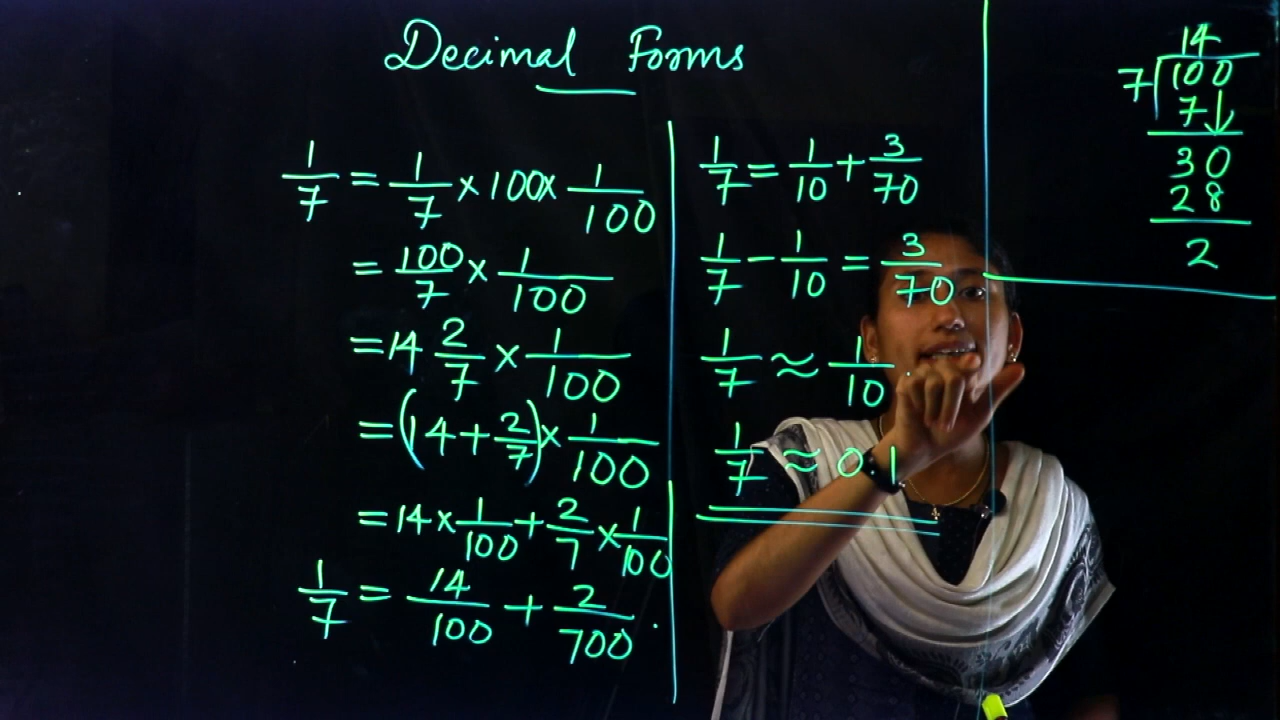 Decimal Forms
1/7 = 1/7 × 100 × 1/100
= 100/7 × 1/100
= 14 2/7 × 1/100
= (14 + 2/7) × 1/100
= 14 × 1/100 + 2/7 × 1/100
1/7 = 14/100 + 2/700.
1/7 = 1/10 + 3/70
1/7 - 1/10 = 3/70
1/7 ≈ 1/10.
1/7 ≈ 0.1
14
7 100
7↓
30
28
2